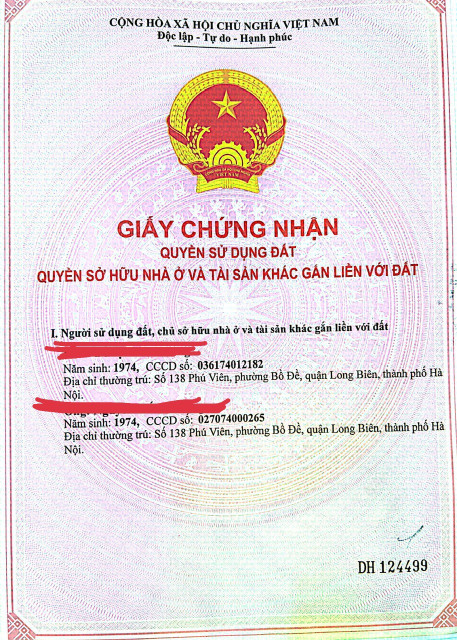 CỘNG HÒA XÃ HỘI CHỦ NGHĨA VIỆT NAM
Độc lập - Tự do - Hạnh phúc
VIỆT NAM
GIẤY CHỨNG NHẬN
QUYỀN SỬ DỤNG ĐẤT
QUYỀN SỞ HỮU NHÀ Ở VÀ TÀI SẢN KHÁC GẮN LIỀN VỚI ĐẤT
I. Người sử dụng đất, chủ sở hữu nhà ở và tài sản khác gắn liền với đất
Năm sinh: 1974, CCCD số: 036174012182
Địa chỉ thường trú: Số 138 Phú Viên, phường Bồ Đề, quận Long Biên, thành phố Hà
Nội.
Năm sinh: 1974, CCCD số: 027074000265
Địa chỉ thường trú: Số 138 Phú Viên, phường Bồ Đề, quận Long Biên, thành phố Hà
Nội.
DH 124499